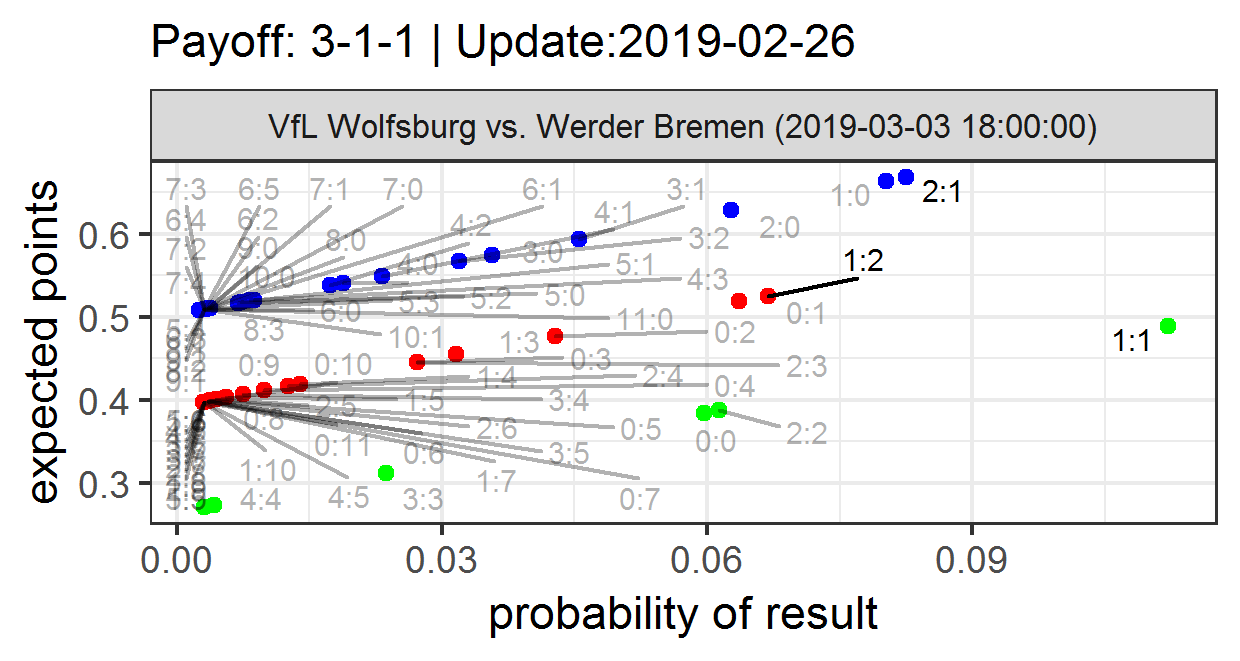 Payoff: 3-1-1 | Update:2019-02-26
VfL Wolfsburg vs. Werder Bremen (2019-03-03 18:00:00)
expected points
0.6
0.5
0.4
0.3
7:3 6:5 7:1 7:0 6:1 3:1 1:0 2:1
6:4 6:2 4:2 4:1 2:0
7:2 9:0 8:0 3:0 3:2 1:2
10:0 4:0 5:1 4:3
5:3 5:2 5:0
6:0 11:0 0:1
8:3 10:1 1:3 0:2 1:1
9:1 0:9 0:10 0:3 2:3
1:4 2:4 0:4
2:5 1:5 3:4
0:8 2:6 0:5 0:0 2:2
0:11 0:6 3:5
1:10 1:7
4:4 4:5 3:3 0:7
0.00 0.03 0.06 0.09
probability of result